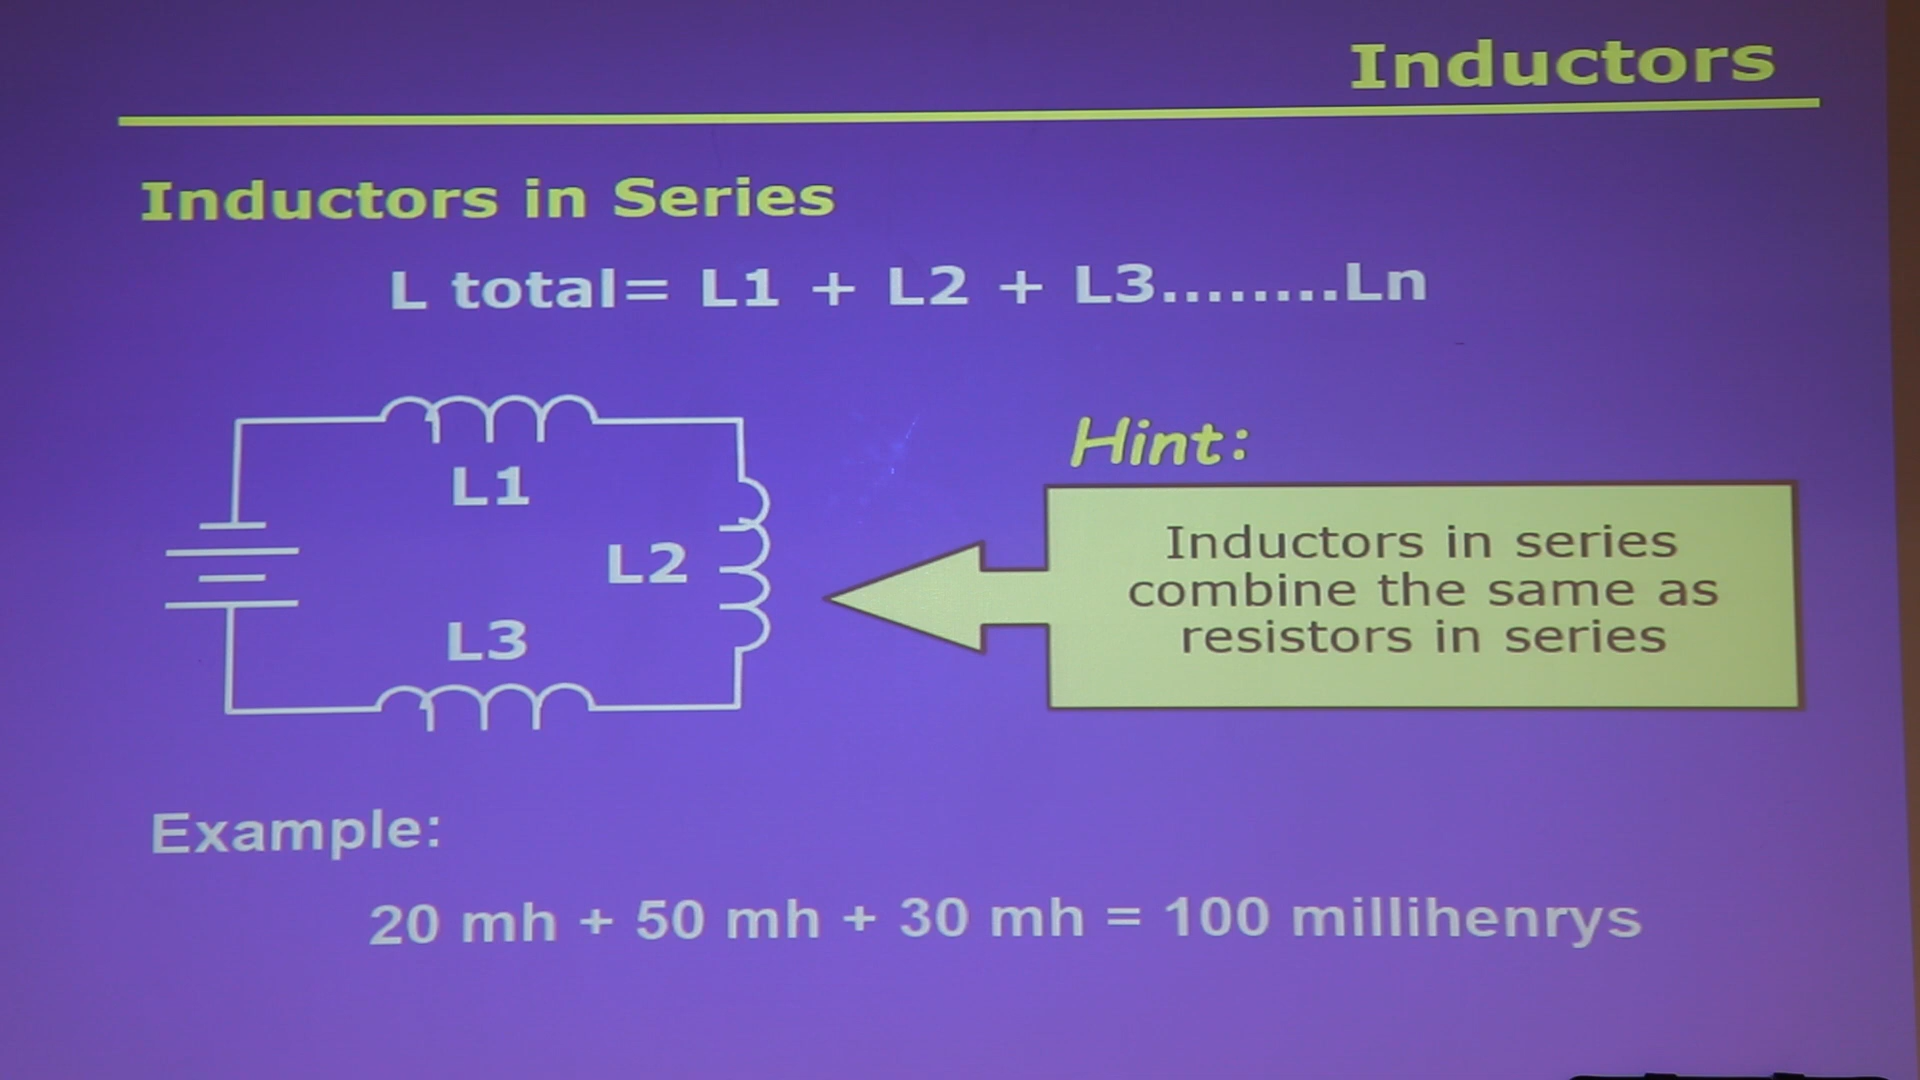 Inductors
Inductors in Series
L total= L1 + L2 + L3........Ln
L1
L2
L3
Hint:
Inductors in series
combine the same as
resistors in series
Example:
20 mh + 50 mh + 30 mh = 100 millihenrys